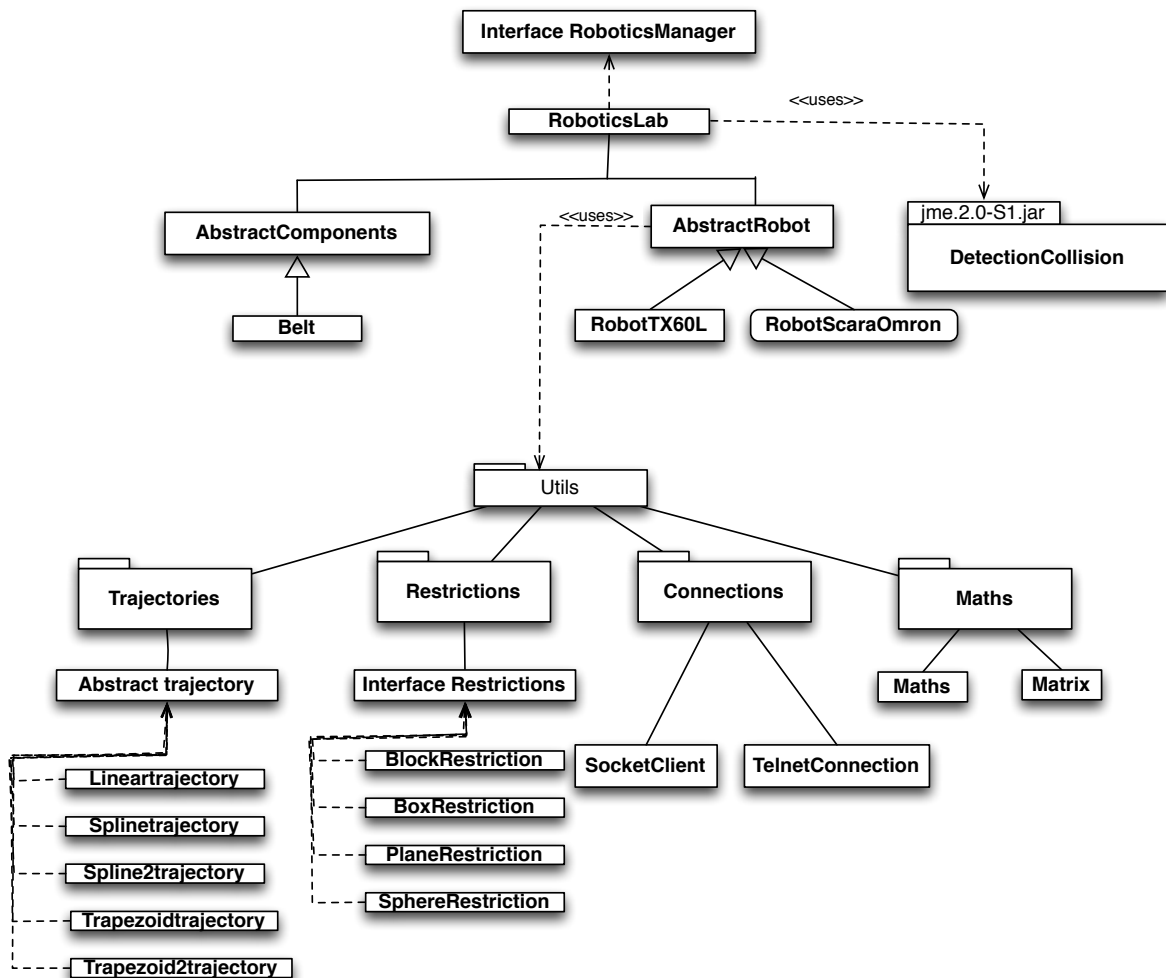 Interface RoboticsManager
<<uses>>
RoboticsLab
jme.2.0-S1.jar
<<uses>>
AbstractComponents
AbstractRobot
DetectionCollision
Belt
RobotTX60L
RobotScaraOmron
Utils
Trajectories
Restrictions
Connections
Maths
Abstract trajectory
Interface Restrictions
Maths
Matrix
Lineartrajectory
BlockRestriction
SocketClient
TelnetConnection
Splinetrajectory
BoxRestriction
Spline2trajectory
PlaneRestriction
Trapezoidtrajectory
SphereRestriction
Trapezoid2trajectory